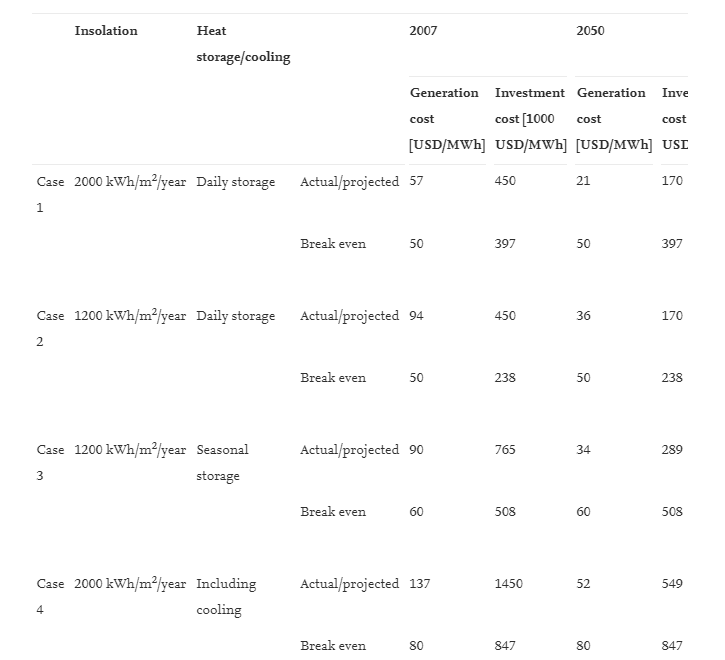 Insolation Heat 2007 2050
storage/cooling
Generation Investment Generation Inve
cost cost [1000 cost cost
[USD/MWh] USD/MWh] [USD/MWh] USD
Case 2000 kWh/m²/year Daily storage Actual/projected 57 450 21 170
1
Break even 50 397 50 397
Case 1200 kWh/m²/year Daily storage Actual/projected 94 450 36 170
2
Break even 50 238 50 238
Case 1200 kWh/m²/year Seasonal Actual/projected 90 765 34 289
3 storage
Break even 60 508 60 508
Case 2000 kWh/m²/year Including Actual/projected 137 1450 52 549
4 cooling
Break even 80 847 80 847